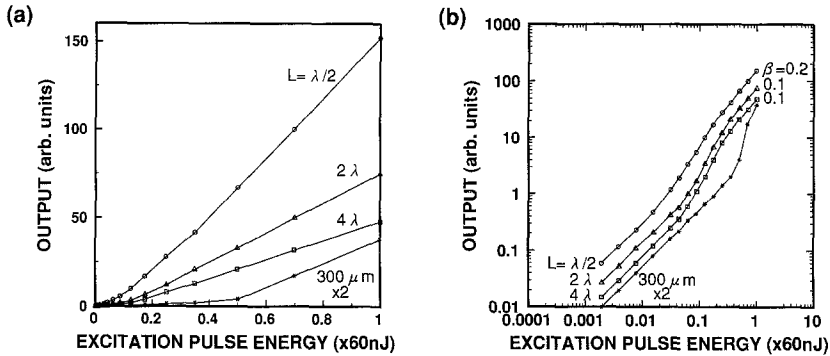 (a)
OUTPUT (arb. units)
150
100
50
0
0
0.2
0.4
0.6
0.8
1.0
EXCITATION PULSE ENERGY (x60nJ)
L= λ/2
2 λ
4 λ
300 μm
x2
(b)
OUTPUT (arb. units)
1000
100
10
1
0.1
0.01
0.0001
0.001
0.01
0.1
1
10
EXCITATION PULSE ENERGY (x60nJ)
β=0.2
0.1
0.1
L= λ/2
2 λ
4 λ
300 μm
x2